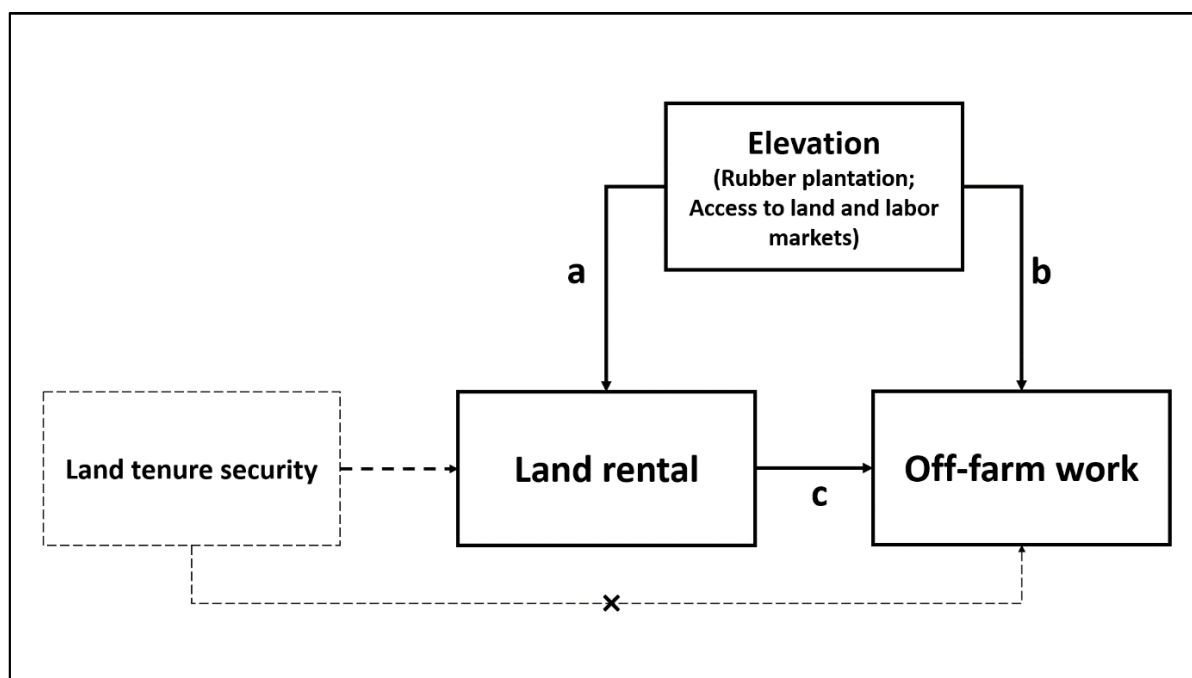 Elevation
(Rubber plantation;
Access to land and labor
markets)
a
b
Land tenure security
Land rental
c
Off-farm work
×